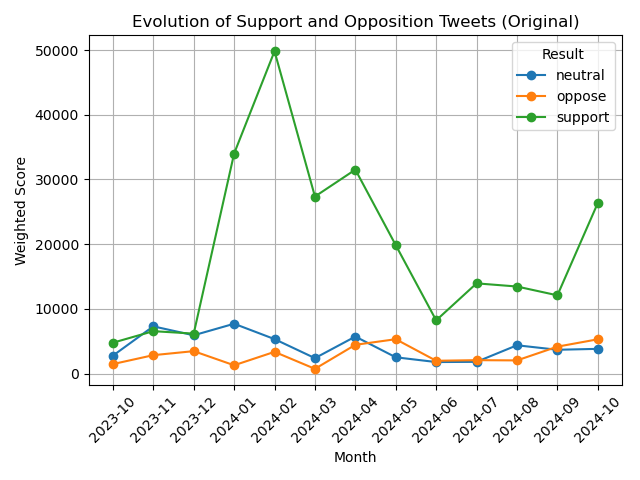 Evolution of Support and Opposition Tweets (Original)
Weighted Score
50000
40000
30000
20000
10000
0
Result
neutral
oppose
support
2023-10
2023-11
2023-12
2024-01
2024-02
2024-03
2024-04
2024-05
2024-06
2024-07
2024-08
2024-09
2024-10
Month